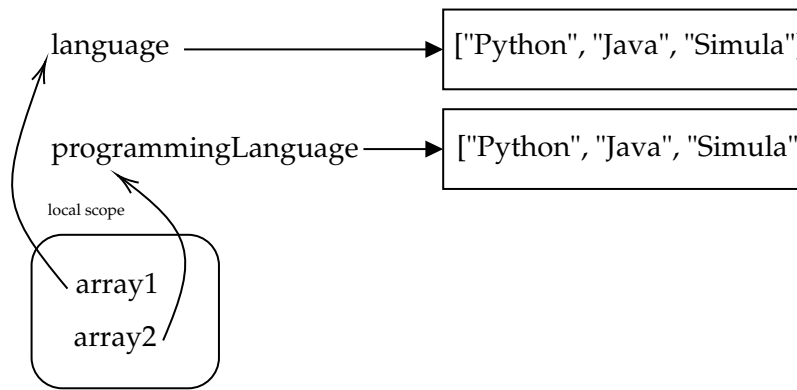 language
["Python", "Java", "Simula"]
programmingLanguage
["Python", "Java", "Simula"
local scope
array1
array2